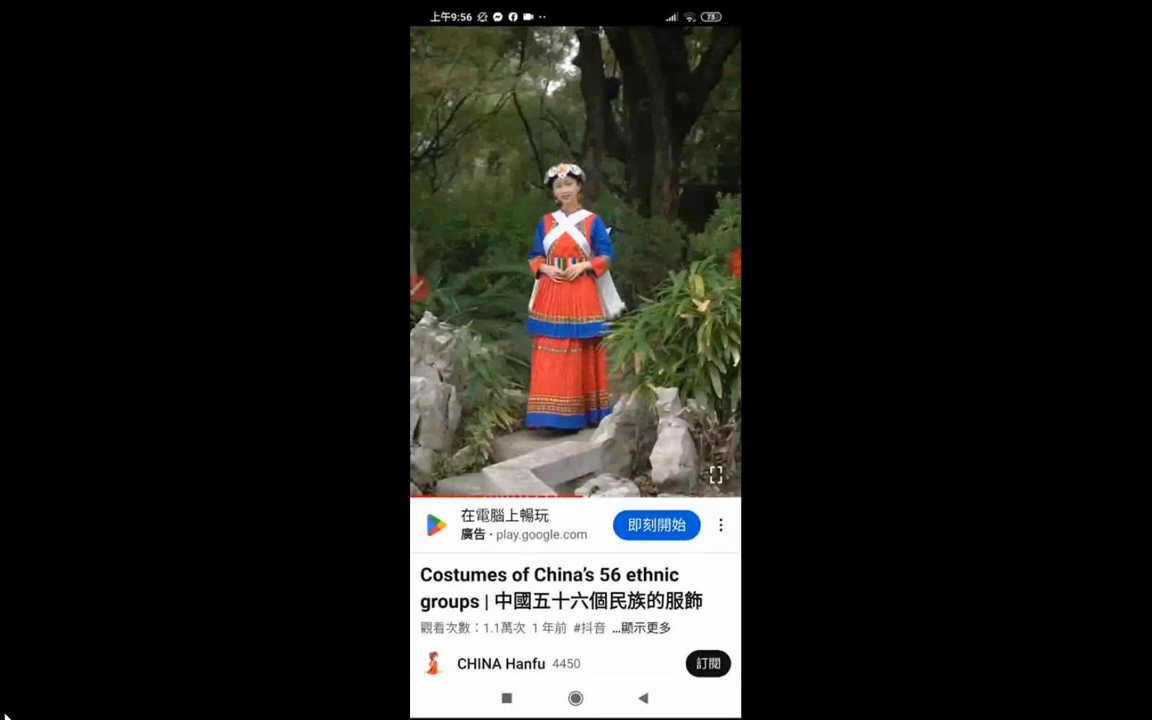 上午9:56
73
在電腦上暢玩
廣告 · play.google.com
即刻開始
Costumes of China's 56 ethnic
groups | 中國五十六個民族的服飾
觀看次數：1.1萬次 1 年前 #抖音 ...顯示更多
CHINA Hanfu 4450
訂閱